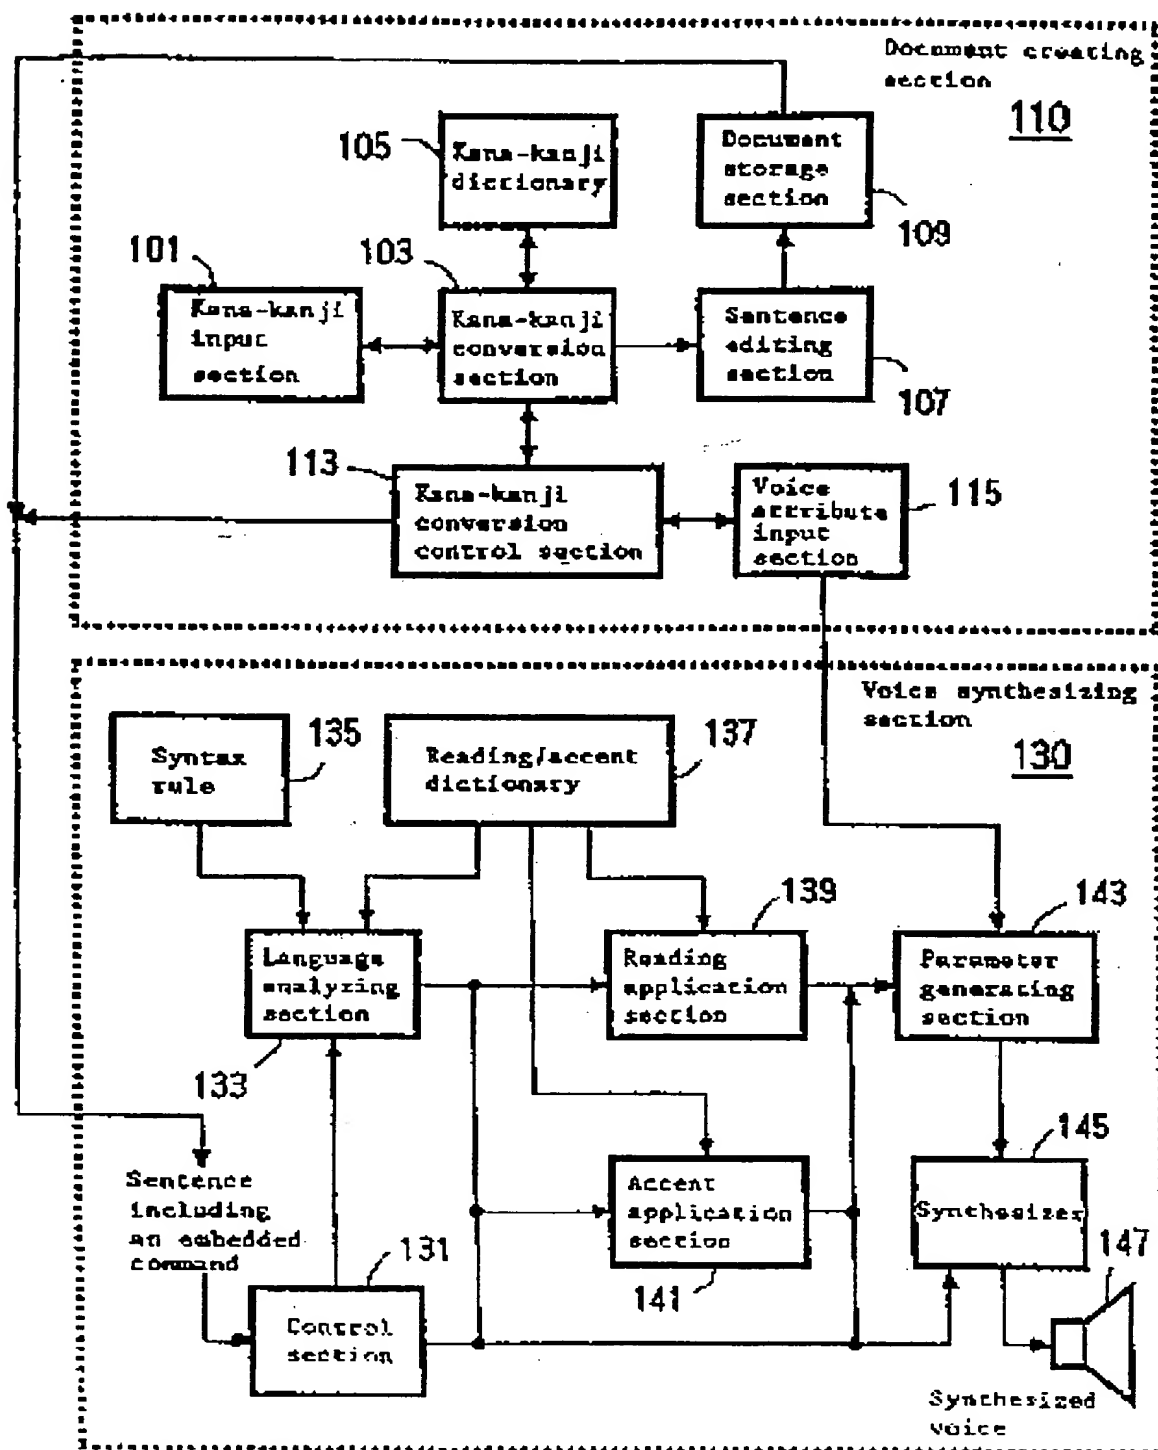 Document creating
section
110
105
Kana-kanji
dictionary
Document
storage
section
109
101
Kana-kanji
input
section
103
Kana-kanji
conversion
section
Sentence
editing
section
107
113
Kana-kanji
conversion
control section
Voice
attribute
input
section
115
Voice synthesizing
section
130
Syntax
rule
135
Reading/accent
dictionary
137
Language
analyzing
section
133
Reading
application
section
139
Parameter
generating
section
143
Sentence
including
an embedded
command
Accent
application
section
141
Synthesizer
145
131
Control
section
147
Synthesized
voice